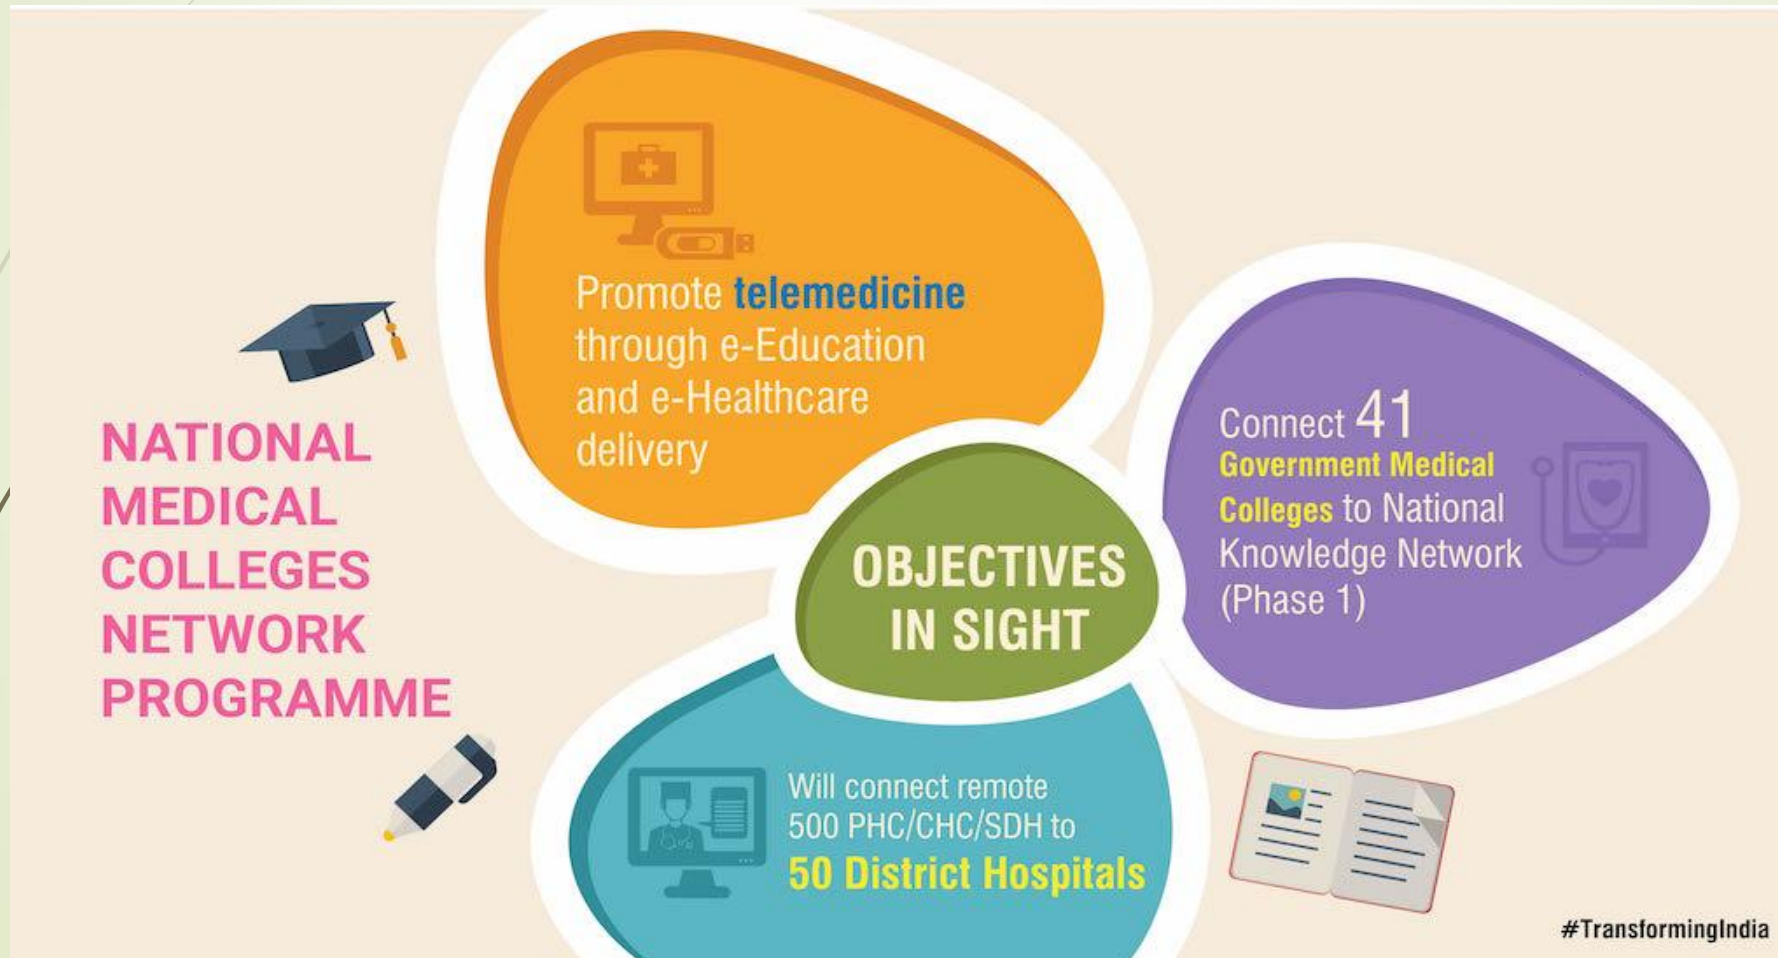 NATIONAL
MEDICAL
COLLEGES
NETWORK
PROGRAMME
Promote telemedicine
through e-Education
and e-Healthcare
delivery
OBJECTIVES
IN SIGHT
Connect 41
Government Medical
Colleges to National
Knowledge Network
(Phase 1)
Will connect remote
500 PHC/CHC/SDH to
50 District Hospitals
#TransformingIndia